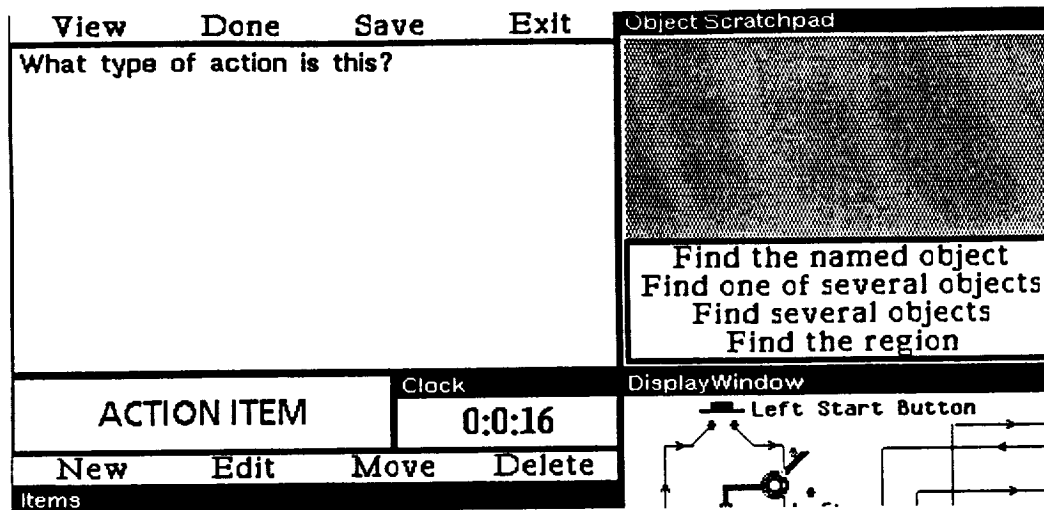 View Done Save Exit
What type of action is this?
Object Scratchpad
Find the named object
Find one of several objects
Find several objects
Find the region
ACTION ITEM
Clock
0:0:16
New Edit Move Delete
Items
DisplayWindow
Left Start Button